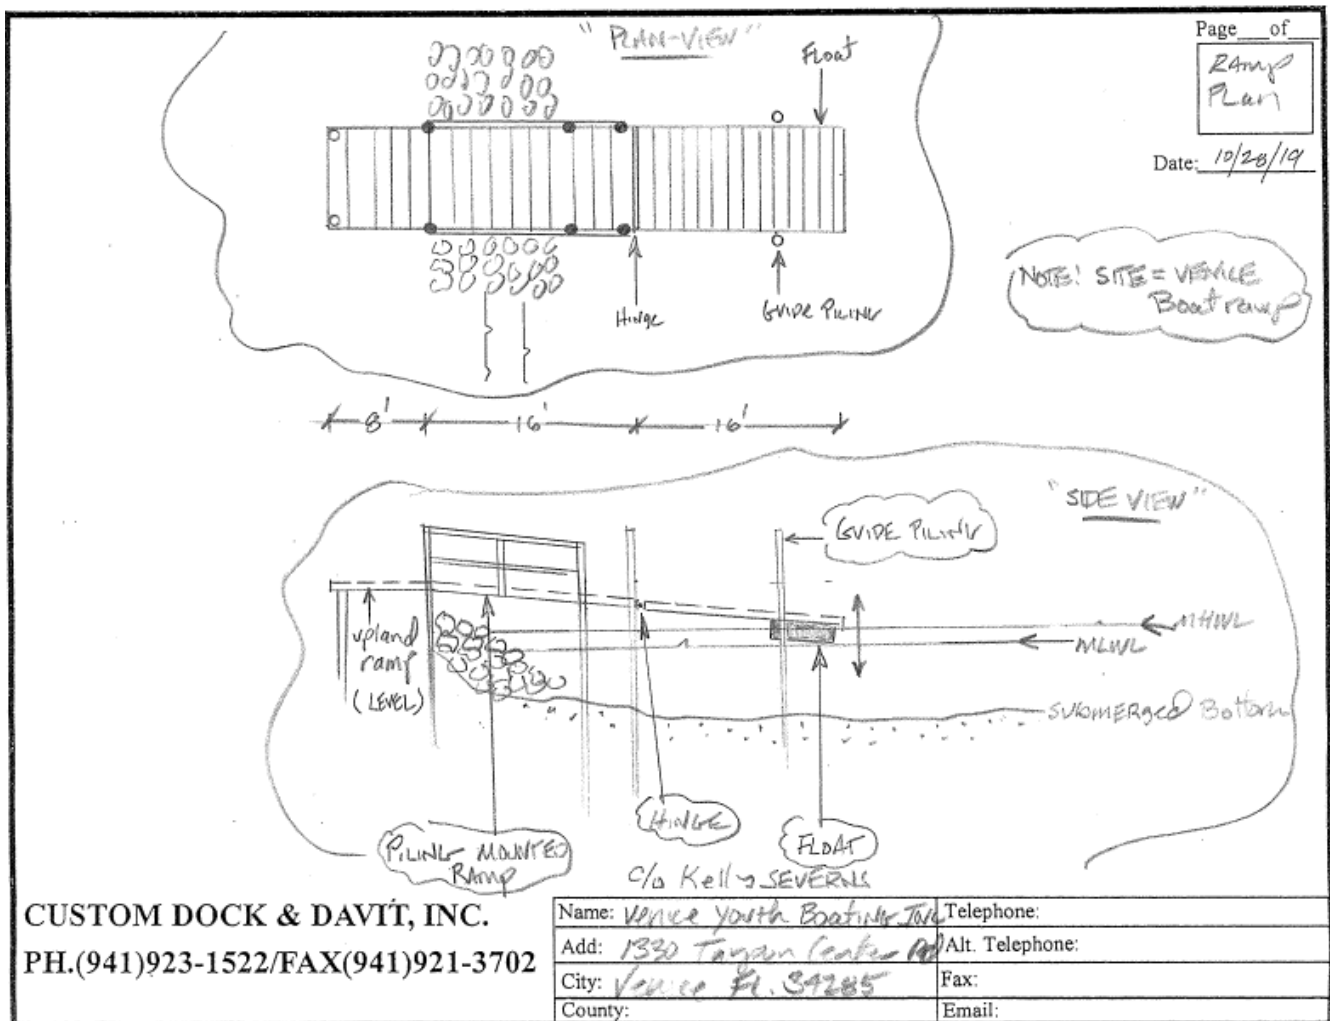 "PLAN-VIEW"
Page___of___
Ramp
Plan
Date: 10/28/19
Float
Hinge
GUIDE PILING
NOTE! SITE = VENICE
Boat ramp
8' 16' 16'
"SIDE VIEW"
GUIDE PILING
upland
ramp
(LEVEL)
MHWL
MLWL
SUBMERGED Bottom
PILING MOUNTED
RAMP
HINGE
FLOAT
c/o Kelly SEVERNS
CUSTOM DOCK & DAVIT, INC.
PH.(941)923-1522/FAX(941)921-3702
Name: Venice Youth Boating
Telephone:
Add: 1330 Center Rd
Alt. Telephone:
City: Venice FL. 34285
Fax:
County:
Email: